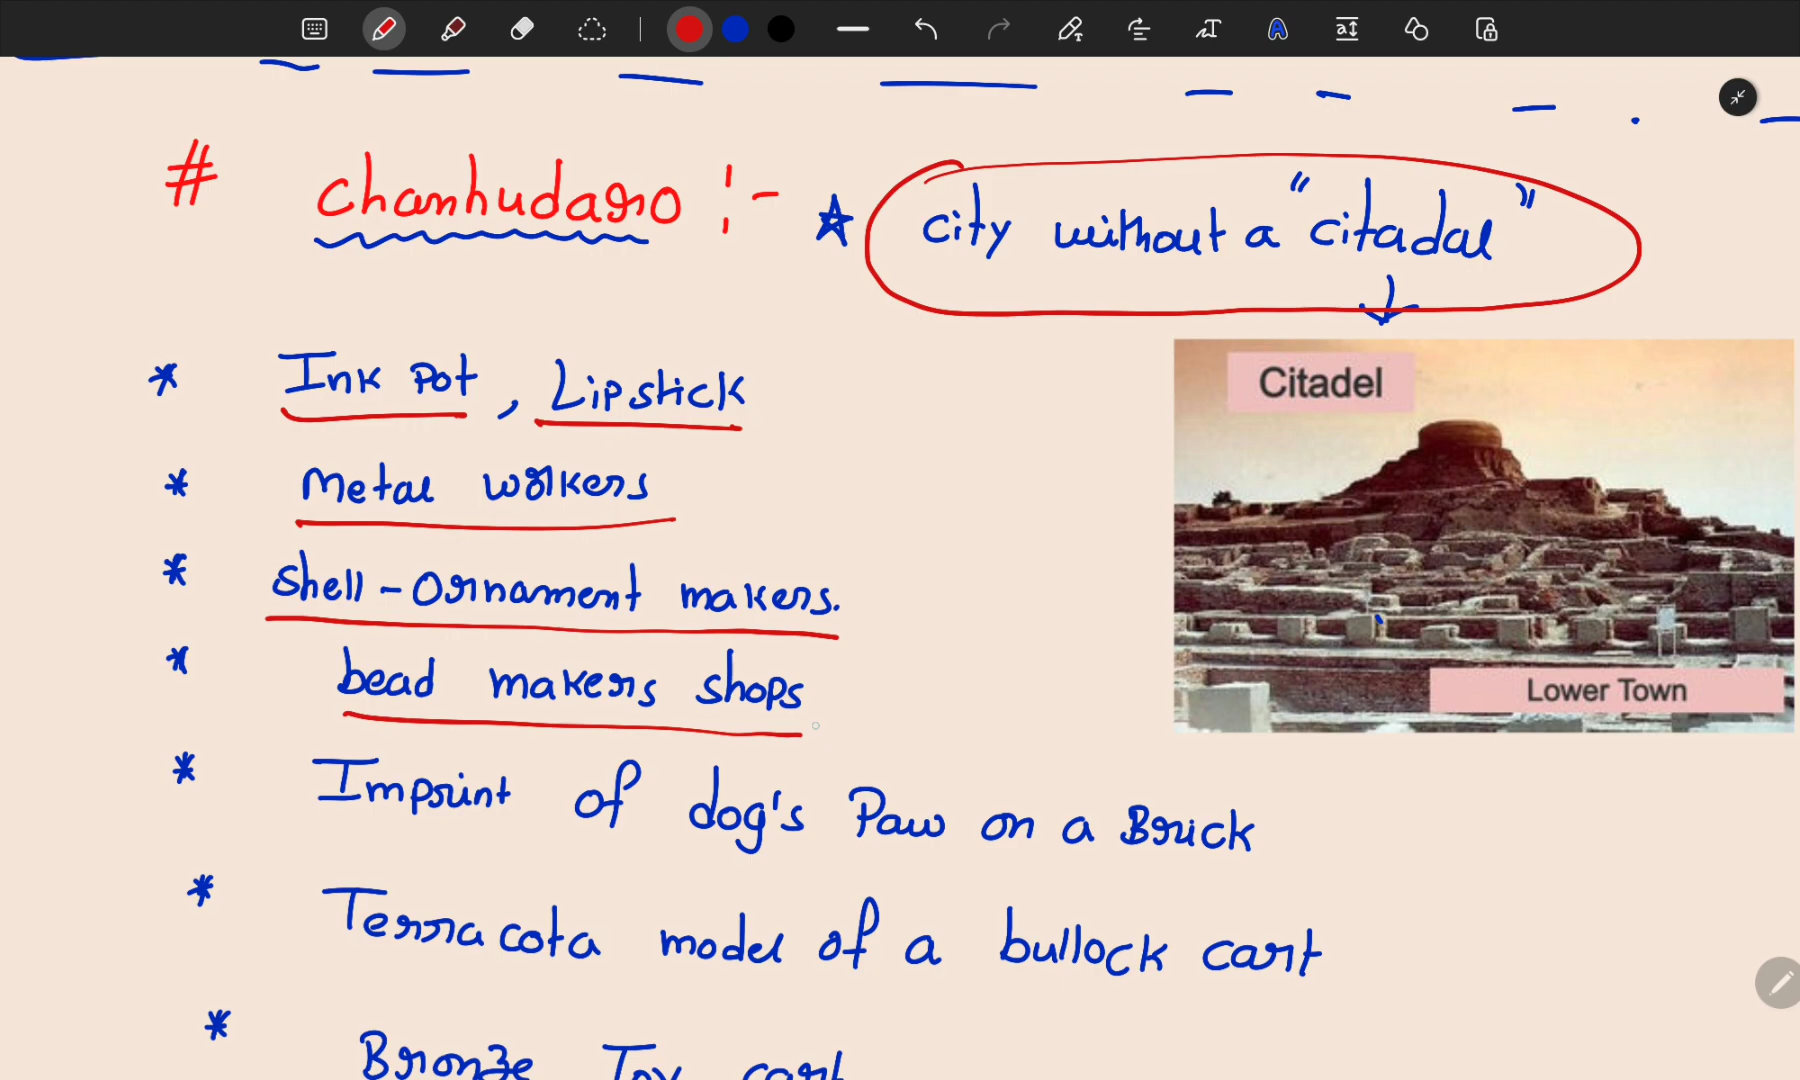 # Chanhudaro :-
☆ city without a "citadal"
↓
Citadel
* Ink Pot, Lipstick
* Metal workers
* Shell-Ornament makers.
* bead makers shops
Lower Town
* Imprint of dog's Paw on a Brick
* Terracota model of a bullock cart
* Bronze Toy cart